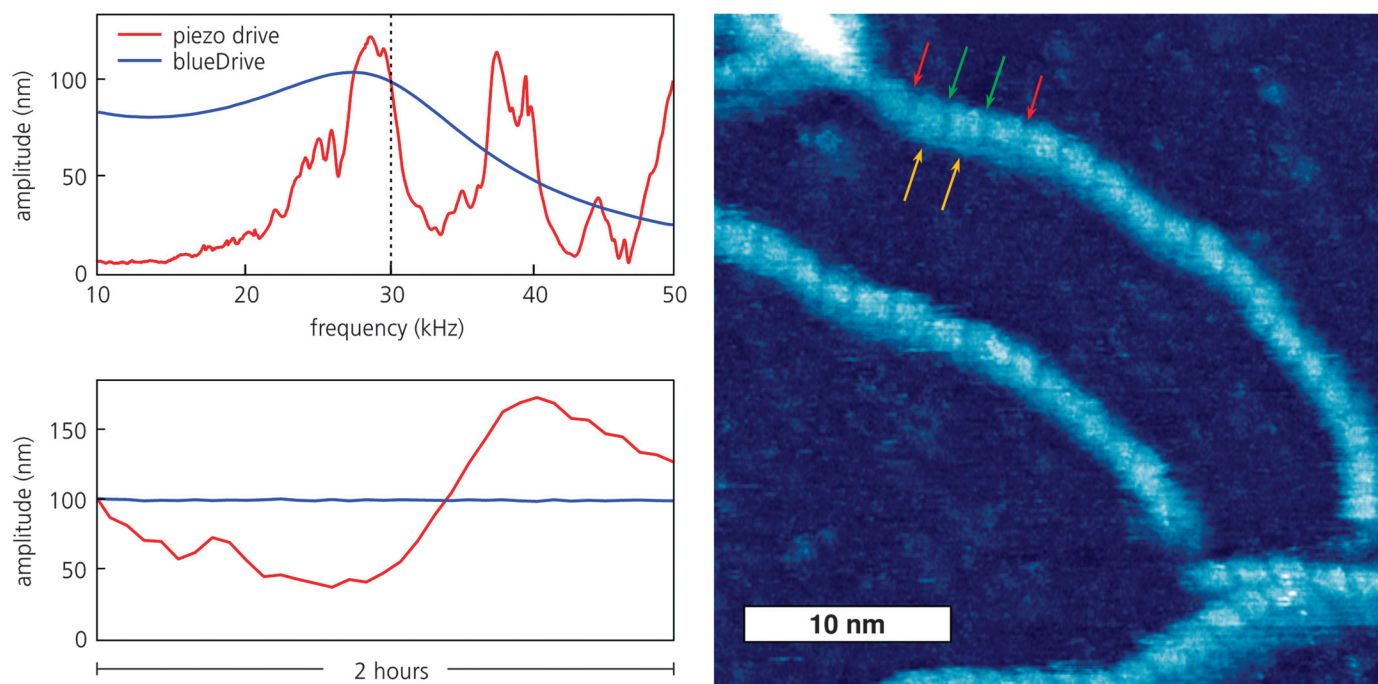 piezo drive
blueDrive
amplitude (nm)
100
50
0
10
20
30
40
50
frequency (kHz)
amplitude (nm)
150
100
50
0
2 hours
10 nm